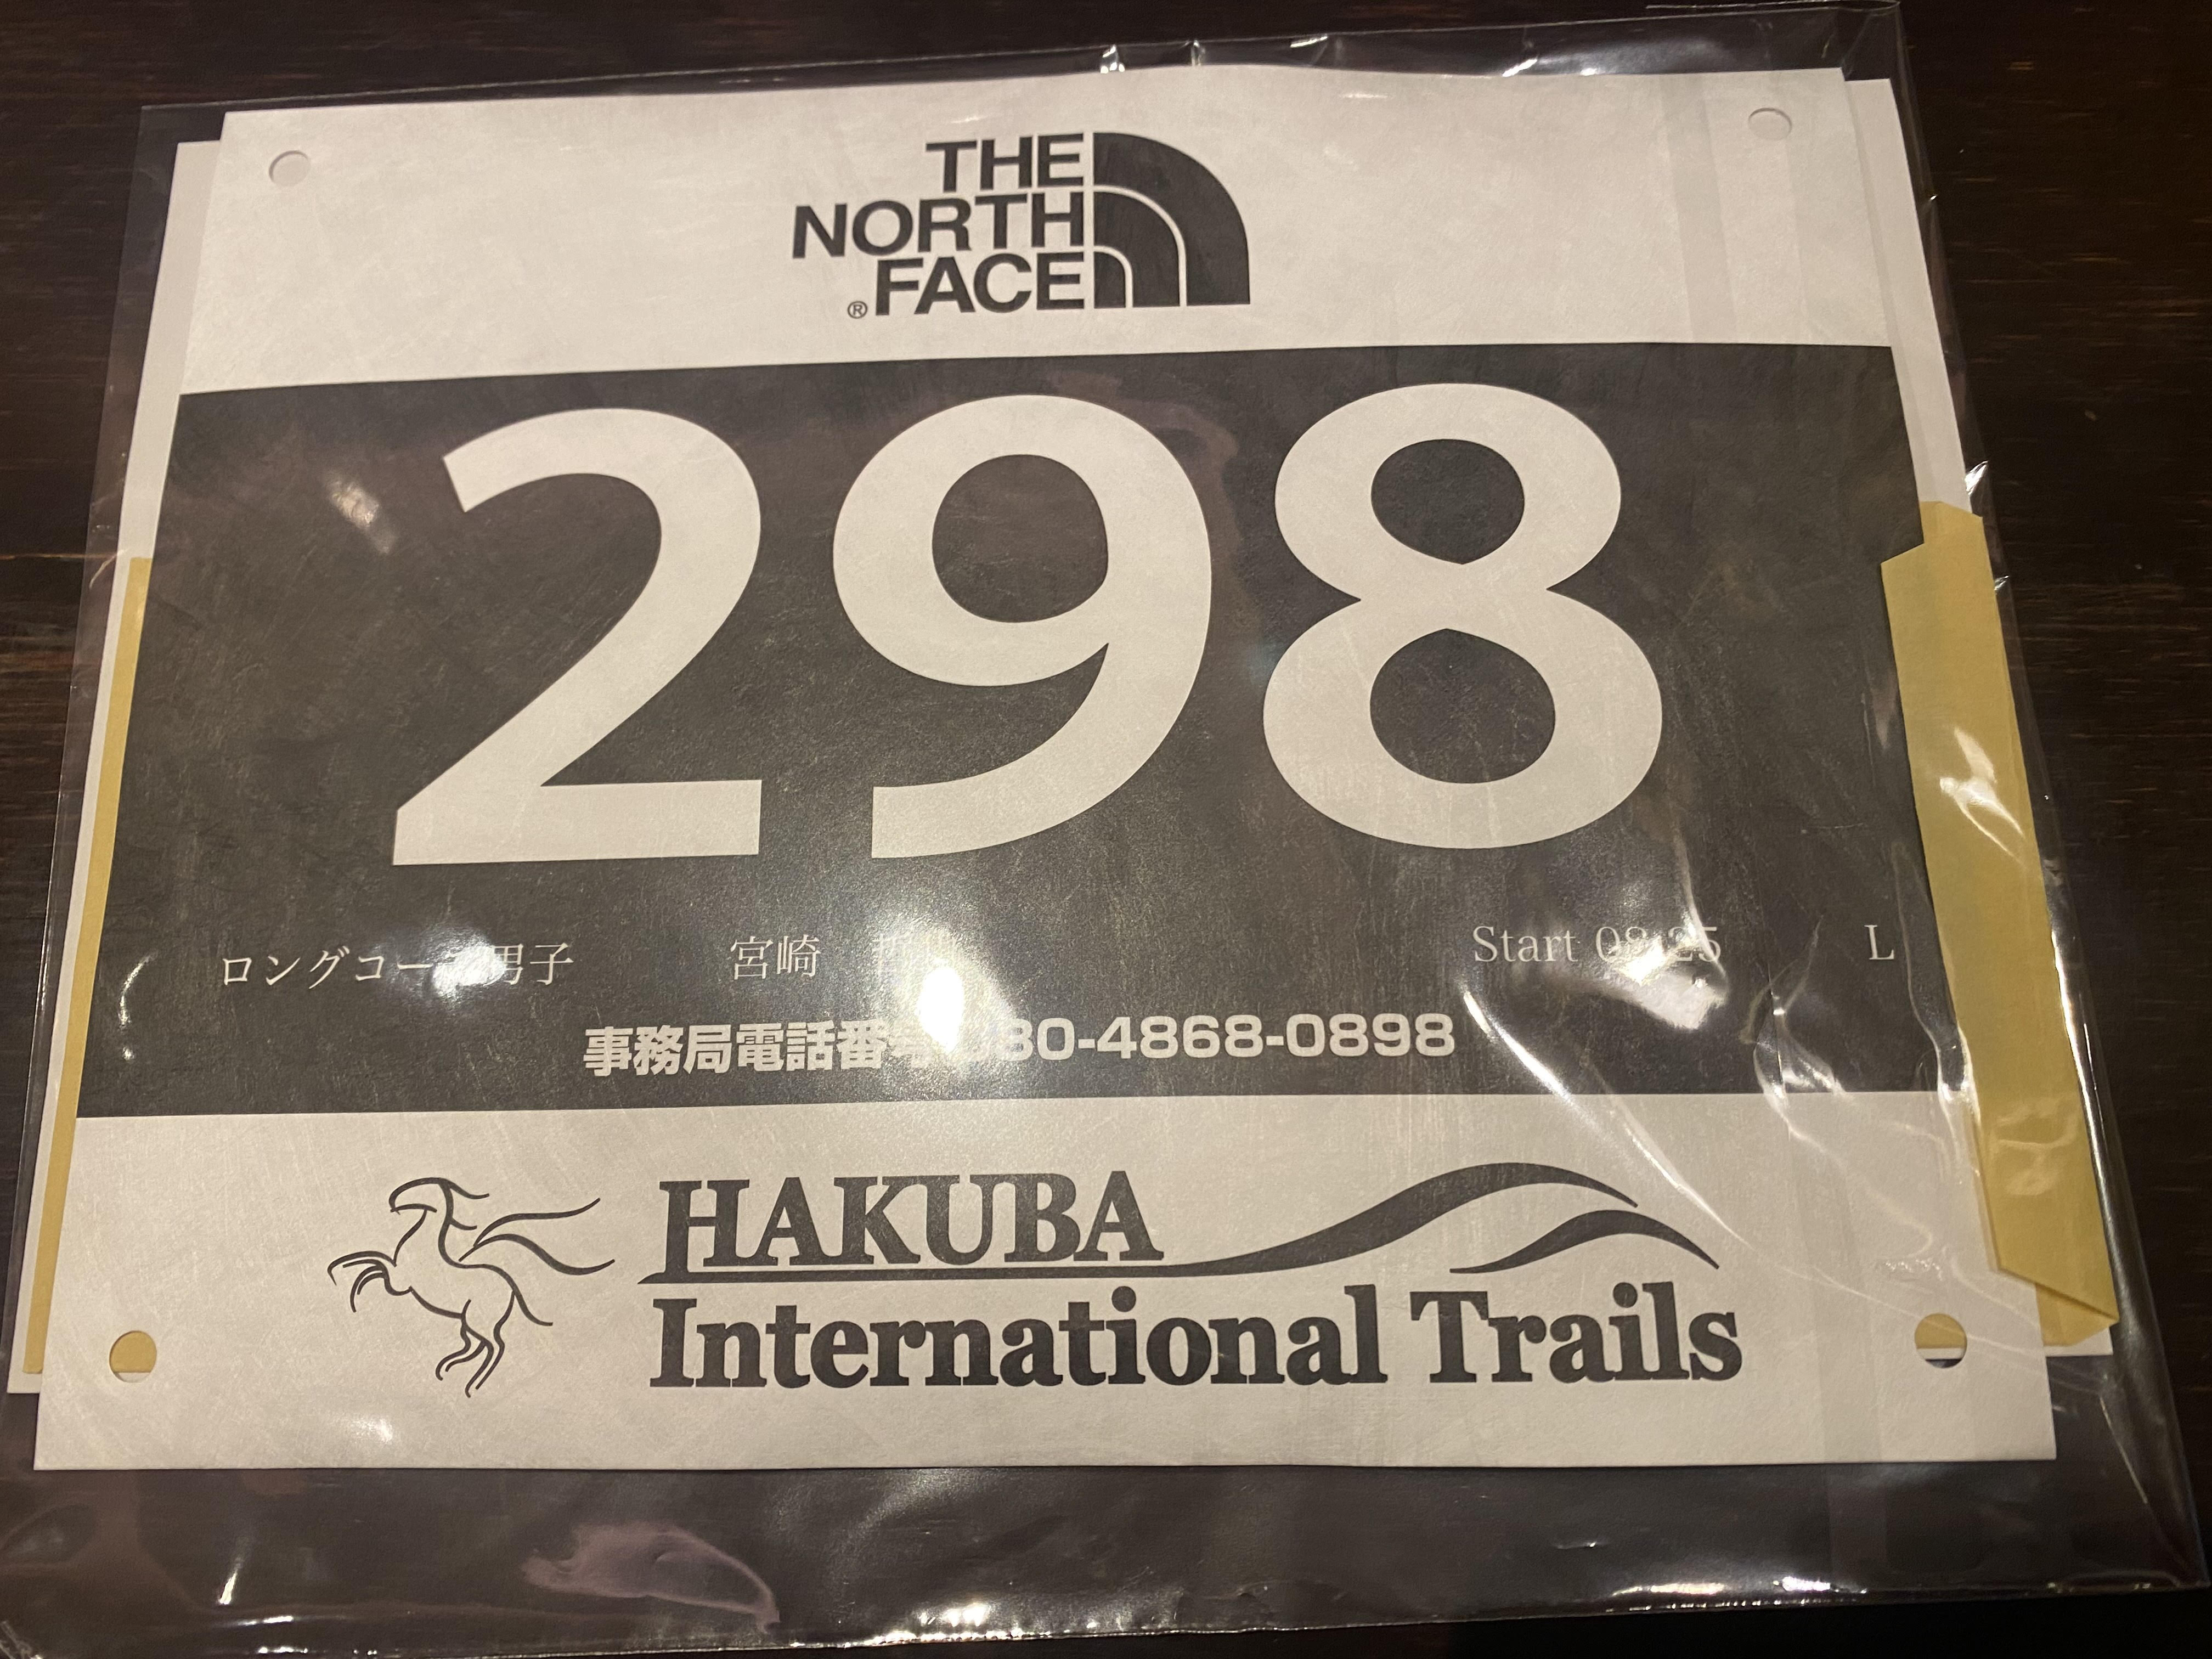 THE
NORTH
FACE
®
298
ロングコース男子 宮崎 Start L
事務局電話番号 -4868-0898
HAKUBA
International Trails